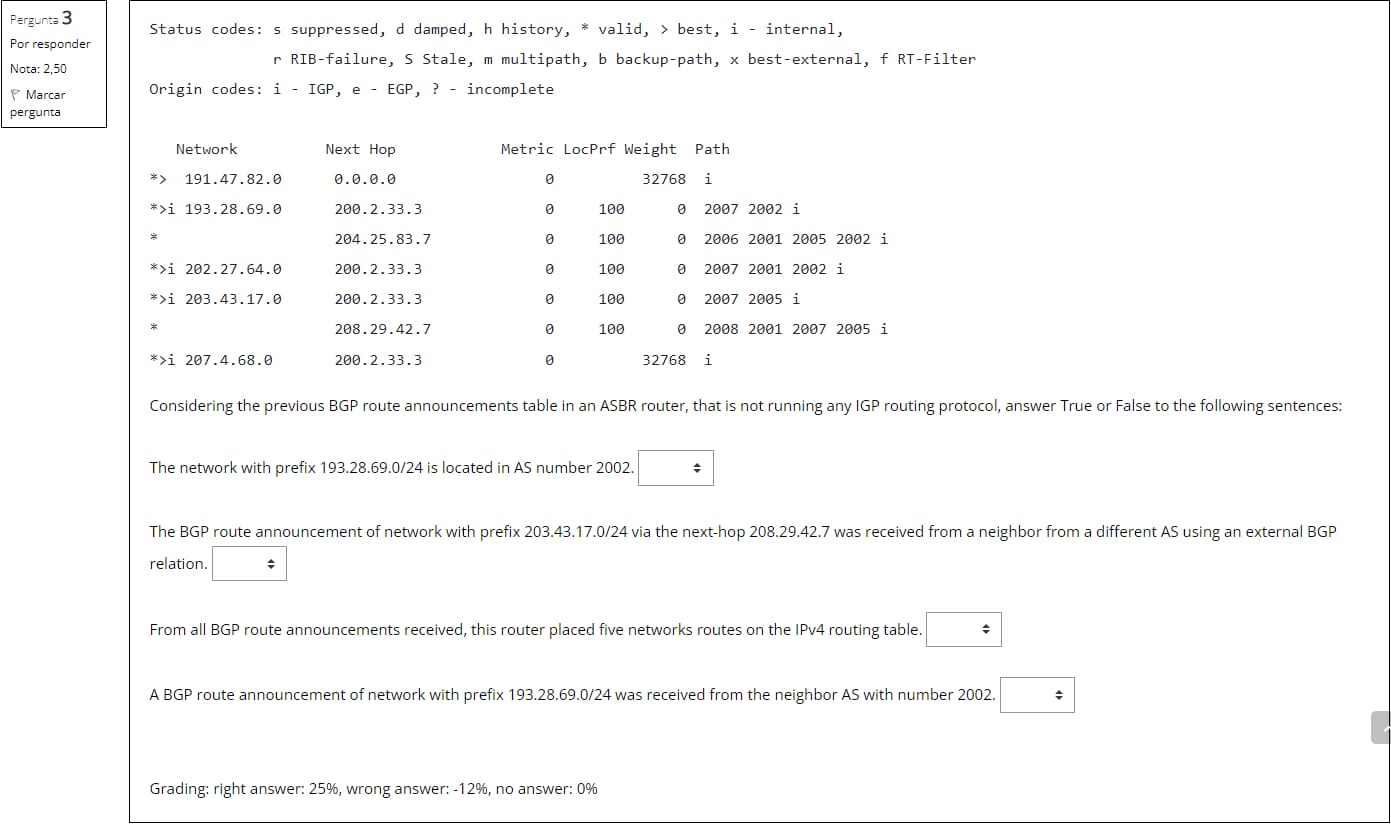 Pergunta 3
Por responder
Nota: 2,50
Marcar
pergunta
Status codes: s suppressed, d damped, h history, * valid, > best, i - internal,
r RIB-failure, S Stale, m multipath, b backup-path, x best-external, f RT-Filter
Origin codes: i - IGP, e - EGP, ? - incomplete
Network Next Hop Metric LocPrf Weight Path
*> 191.47.82.0 0.0.0.0 0 32768 i
*>i 193.28.69.0 200.2.33.3 0 100 0 2007 2002 i
* 204.25.83.7 0 100 0 2006 2001 2005 2002 i
*>i 202.27.64.0 200.2.33.3 0 100 0 2007 2001 2002 i
*>i 203.43.17.0 200.2.33.3 0 100 0 2007 2005 i
* 208.29.42.7 0 100 0 2008 2001 2007 2005 i
*>i 207.4.68.0 200.2.33.3 0 32768 i
Considering the previous BGP route announcements table in an ASBR router, that is not running any IGP routing protocol, answer True or False to the following sentences:
The network with prefix 193.28.69.0/24 is located in AS number 2002.
The BGP route announcement of network with prefix 203.43.17.0/24 via the next-hop 208.29.42.7 was received from a neighbor from a different AS using an external BGP
relation.
From all BGP route announcements received, this router placed five networks routes on the IPv4 routing table.
A BGP route announcement of network with prefix 193.28.69.0/24 was received from the neighbor AS with number 2002.
Grading: right answer: 25%, wrong answer: -12%, no answer: 0%